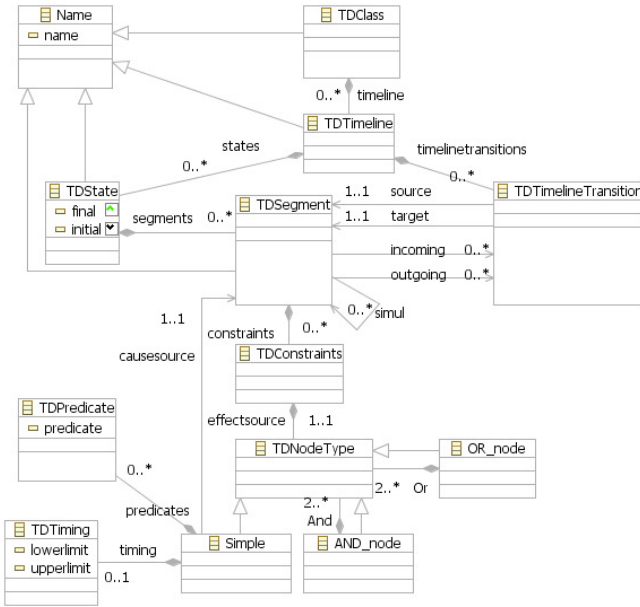 Name
name
TDClass
0..* timeline
TDTimeline
states
timelinetransitions
0..*
0..*
TDState
final
initial
segments
0..*
TDSegment
1..1 source
1..1 target
TDTimelineTransition
incoming 0..*
outgoing 0..*
0..* simul
1..1
causesource
constraints
0..*
TDConstraints
TDPredicate
predicate
effectsource
1..1
TDNodeType
OR_node
0..*
2..* Or
2..*
And
predicates
TDTiming
lowerlimit
upperlimit
timing
0..1
Simple
AND_node